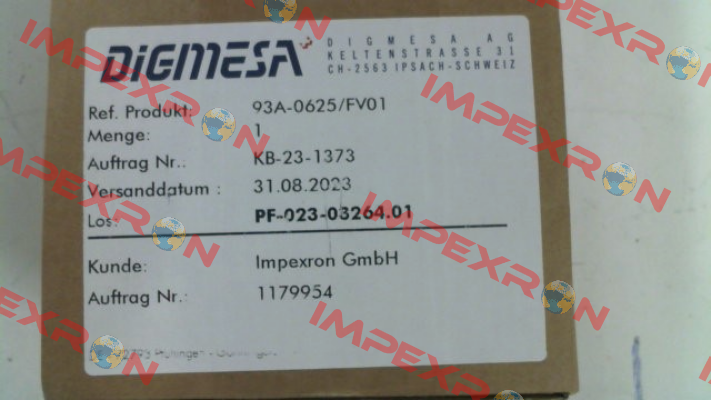 DIGMESA
DIGMESA AG
KELTENSTRASSE 31
CH-2563 IPSACH-SCHWEIZ
Ref. Produkt: 93A-0625/FV01
Menge: 1
Auftrag Nr.: KB-23-1373
Versanddatum : 31.08.2023
Los: PF-023-03264.01
Kunde: Impexron GmbH
Auftrag Nr.: 1179954
IMPEXRON
IMPEXRON
IMPEXRON
IMPEXRON